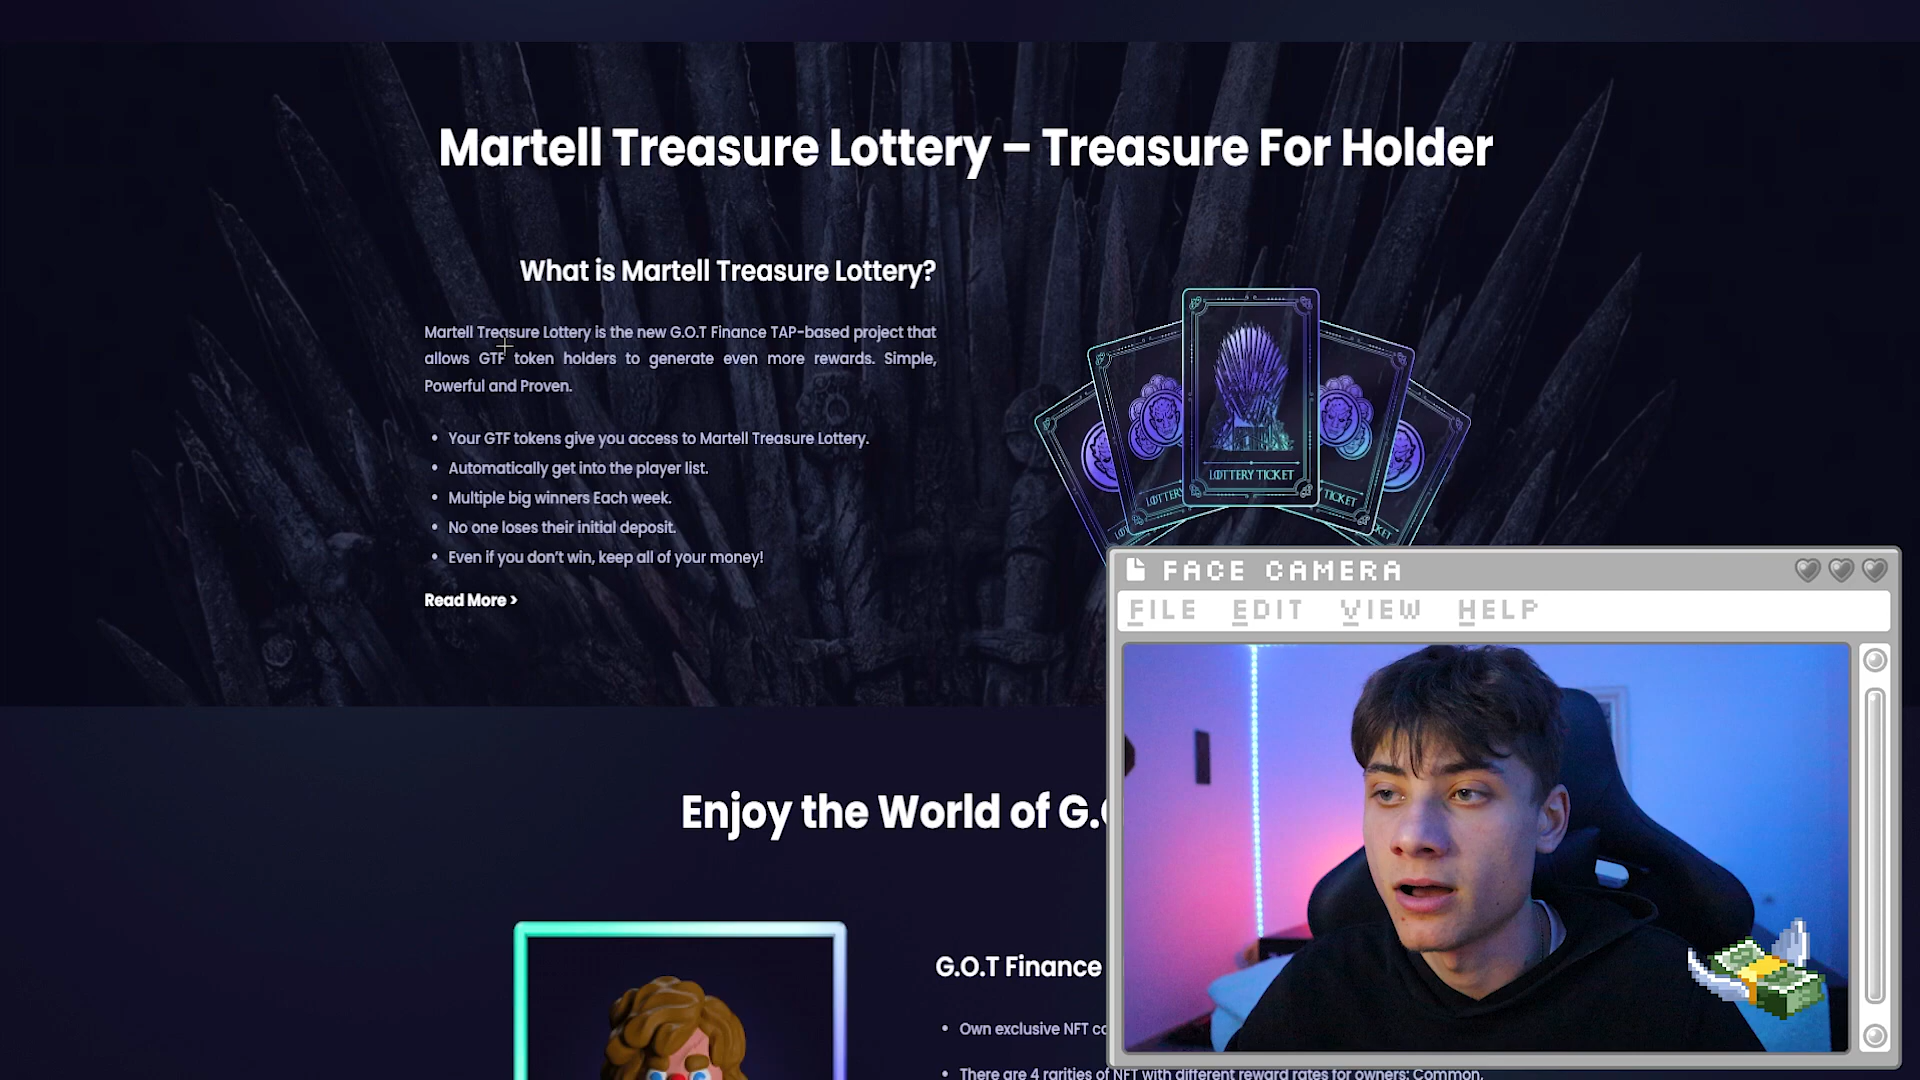 Martell Treasure Lottery – Treasure For Holder
What is Martell Treasure Lottery?
Martell Treasure Lottery is the new G.O.T Finance TAP-based project that
allows GTF token holders to generate even more rewards. Simple,
Powerful and Proven.
• Your GTF tokens give you access to Martell Treasure Lottery.
• Automatically get into the player list.
• Multiple big winners Each week.
• No one loses their initial deposit.
• Even if you don't win, keep all of your money!
Read More >
LOTTERY TICKET
LOTTERY
TICKET
FACE CAMERA
FILE EDIT VIEW HELP
Enjoy the World of G.
G.O.T Finance
• Own exclusive NFT
• There are 4 rarities of NFT with different reward rates for owners: Common,